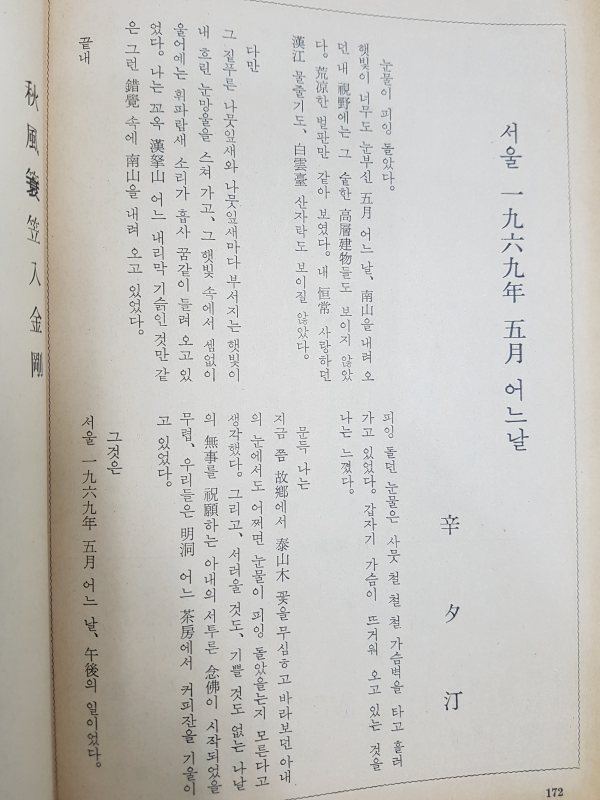 서울 一九六九年 五月 어느날
辛夕汀
눈물이 피잉 돌았다.
햇빛이 너무도 눈부신 五月 어느 날, 南山을 내려 오
던 내 視野에는 그 숱한 高層建物들도 보이지 않았
다. 荒凉한 벌판만 같아 보였다. 내 恒常 사랑하던
漢江 물줄기도, 白雲臺 산자락도 보이질 않았다.
다만
그 짙푸른 나뭇잎새와 나뭇잎새마다 부서지는 햇빛이
내 흐린 눈망울을 스쳐 가고, 그 햇빛 속에서 셈없이
울어예는 휘파람새 소리가 흡사 꿈같이 들려 오고 있
었다. 나는 꼬옥 漢拏山 어느 내리막 기슭인 것만 같
은 그런 錯覺 속에 南山을 내려 오고 있었다.
끝내
피잉 돌던 눈물은 사뭇 철 철 철 가슴벽을 타고 흘러
가고 있었다. 갑자기 가슴이 뜨거워 오고 있는 것을
나는 느꼈다.
문득 나는
지금 쯤 故鄕에서 泰山木 꽃을 무심ㅎ고 바라보던 아내
의 눈에서도 어쩌면 눈물이 피잉 돌았을는지 모른다고
생각했다. 그리고, 서러울 것도, 기쁠 것도 없는 나날
의 無事를 祝願하는 아내의 서투른 念佛이 시작되었을
무렵, 우리들은 明洞 어느 茶房에서 커피잔을 기울이
고 있었다.
그것은
서울 一九六九年 五月 어느 날, 午後의 일이었다.
172
秋風簑笠入金剛